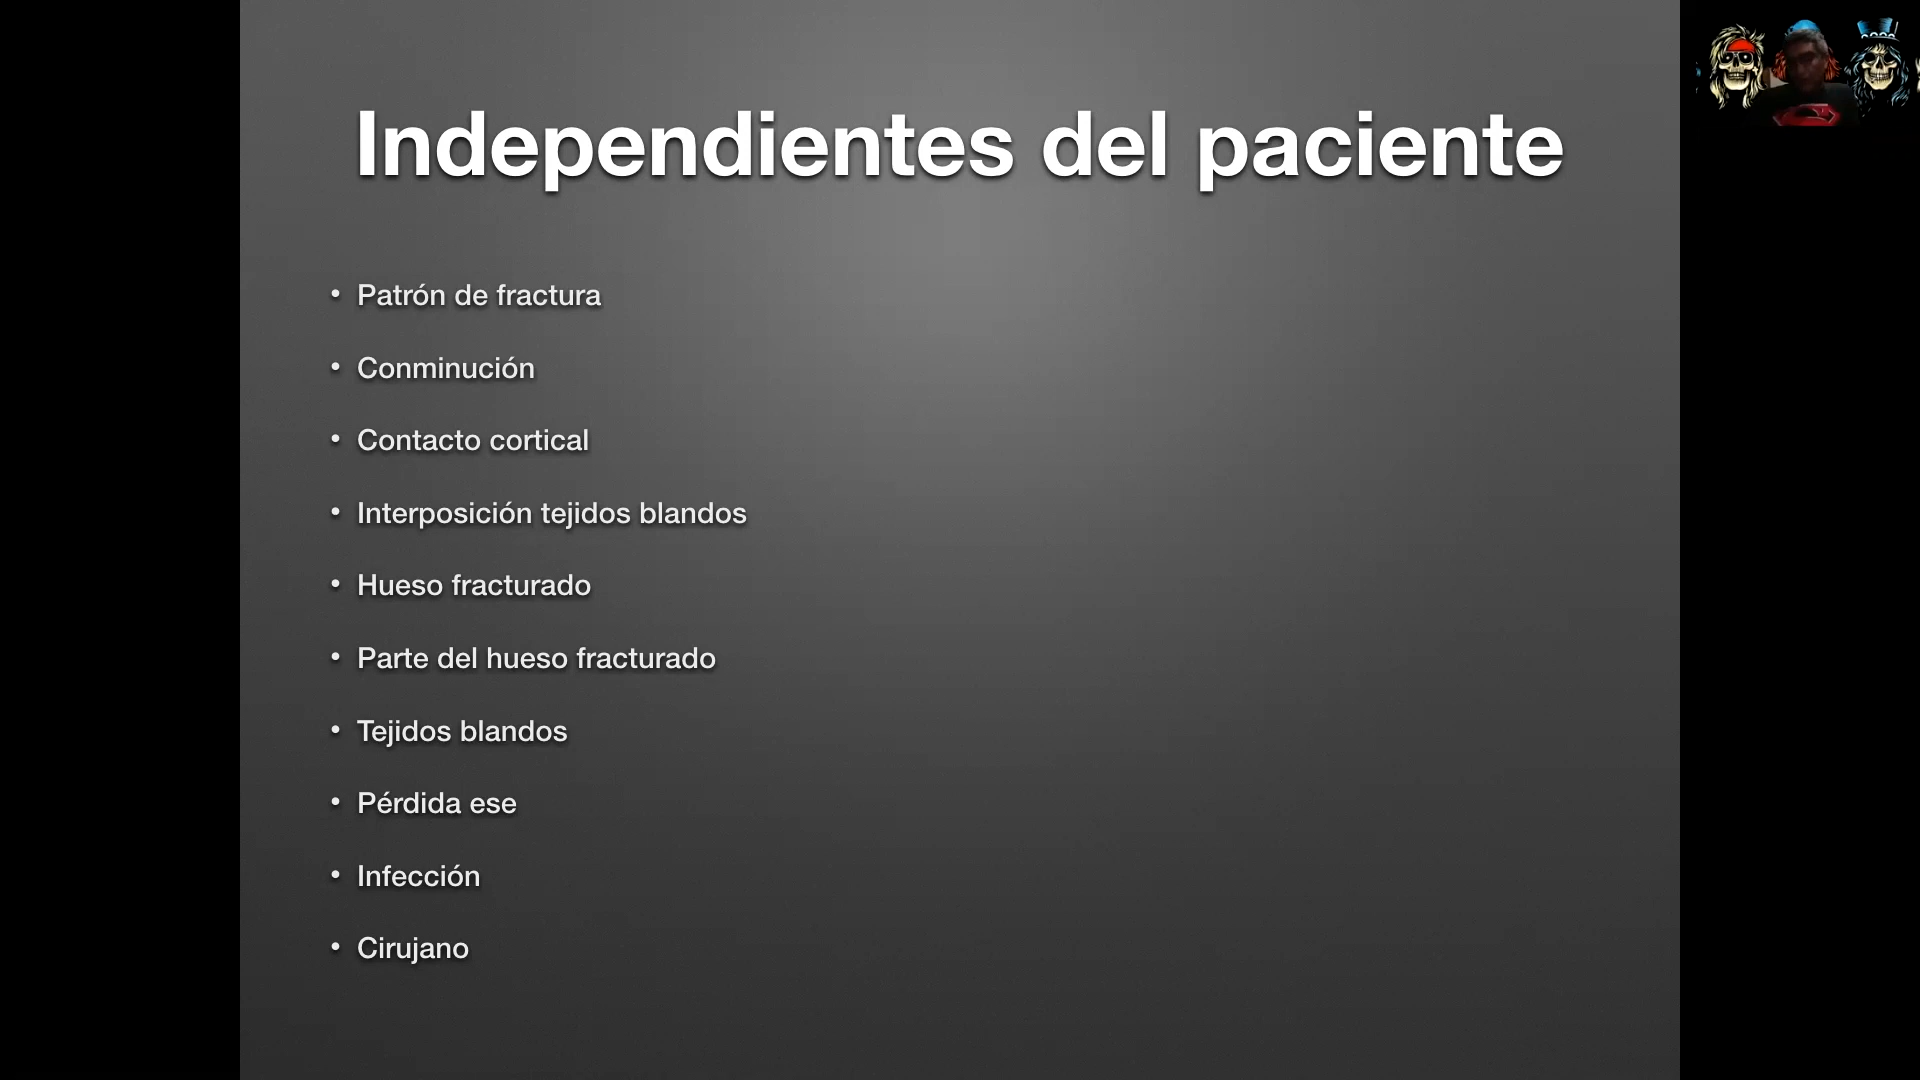 Independientes del paciente
• Patrón de fractura
• Conminución
• Contacto cortical
• Interposición tejidos blandos
• Hueso fracturado
• Parte del hueso fracturado
• Tejidos blandos
• Pérdida ese
• Infección
• Cirujano